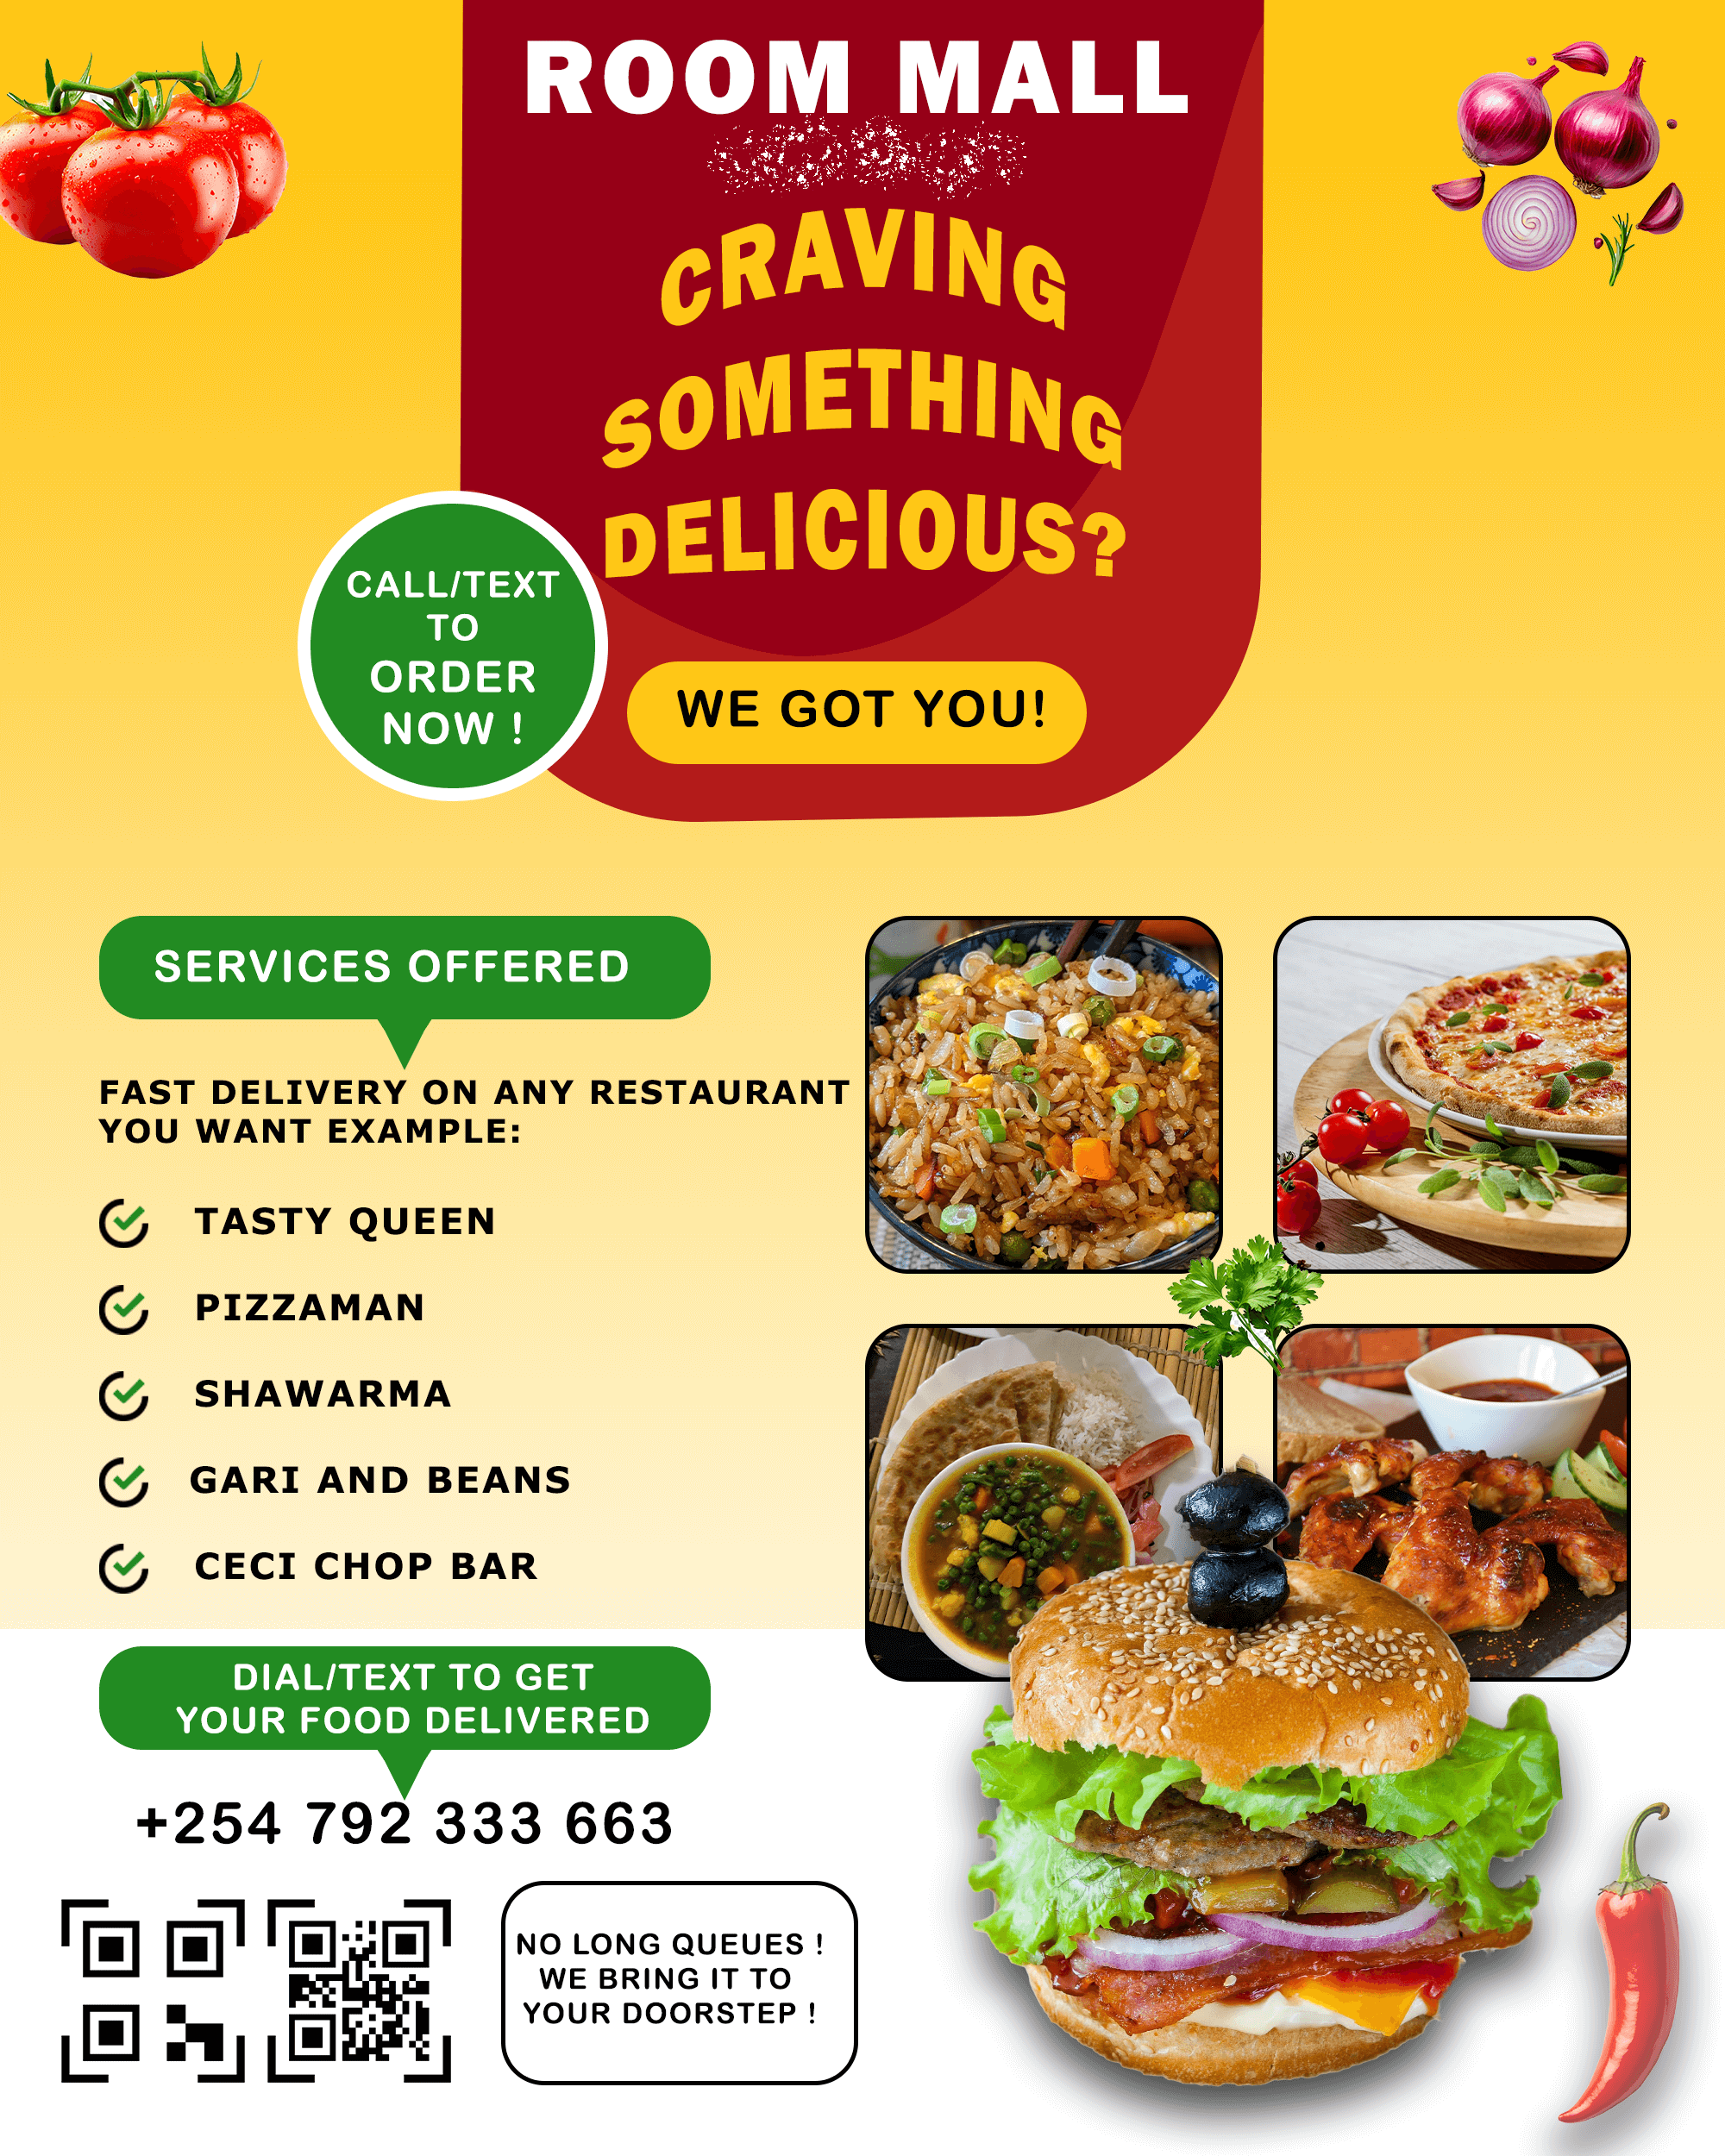 ROOM MALL
CRAVING
SOMETHING
DELICIOUS?
CALL/TEXT
TO
ORDER
NOW !
WE GOT YOU!
SERVICES OFFERED
FAST DELIVERY ON ANY RESTAURANT
YOU WANT EXAMPLE:
TASTY QUEEN
PIZZAMAN
SHAWARMA
GARI AND BEANS
CECI CHOP BAR
DIAL/TEXT TO GET
YOUR FOOD DELIVERED
+254 792 333 663
NO LONG QUEUES !
WE BRING IT TO
YOUR DOORSTEP !